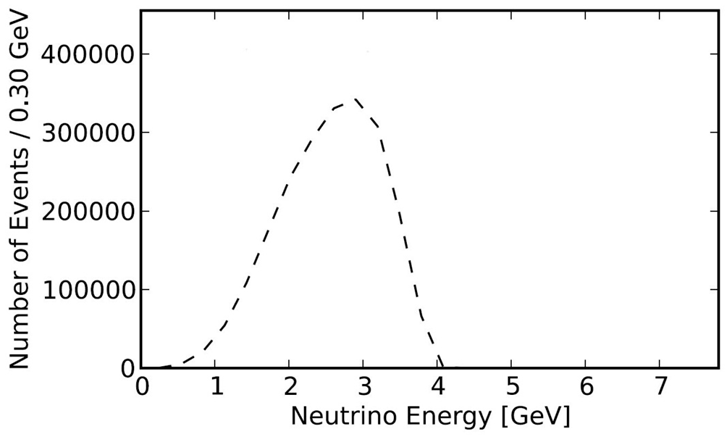 Number of Events / 0.30 GeV
400000
300000
200000
100000
0
0 1 2 3 4 5 6 7
Neutrino Energy [GeV]